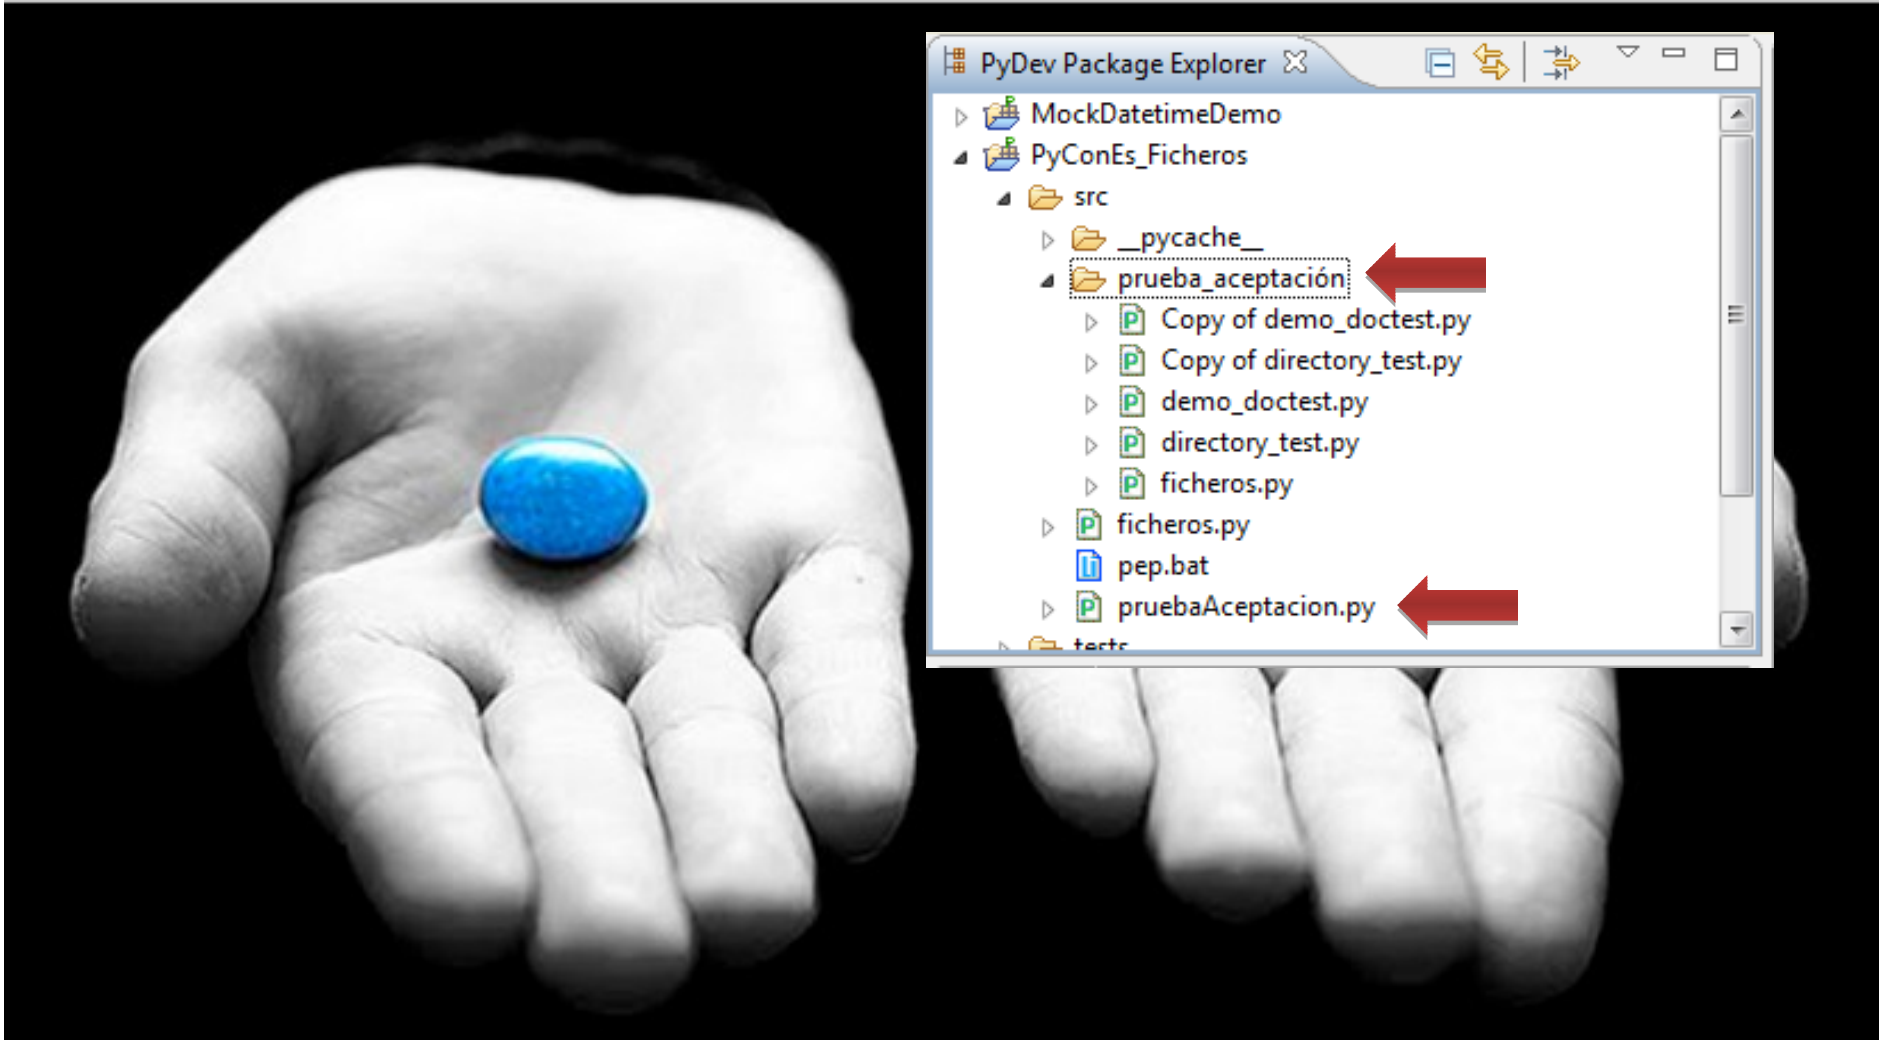 PyDev Package Explorer
MockDatetimeDemo
PyConEs_Ficheros
src
__pycache__
prueba_aceptación
Copy of demo_doctest.py
Copy of directory_test.py
demo_doctest.py
directory_test.py
ficheros.py
ficheros.py
pep.bat
pruebaAceptacion.py
tests